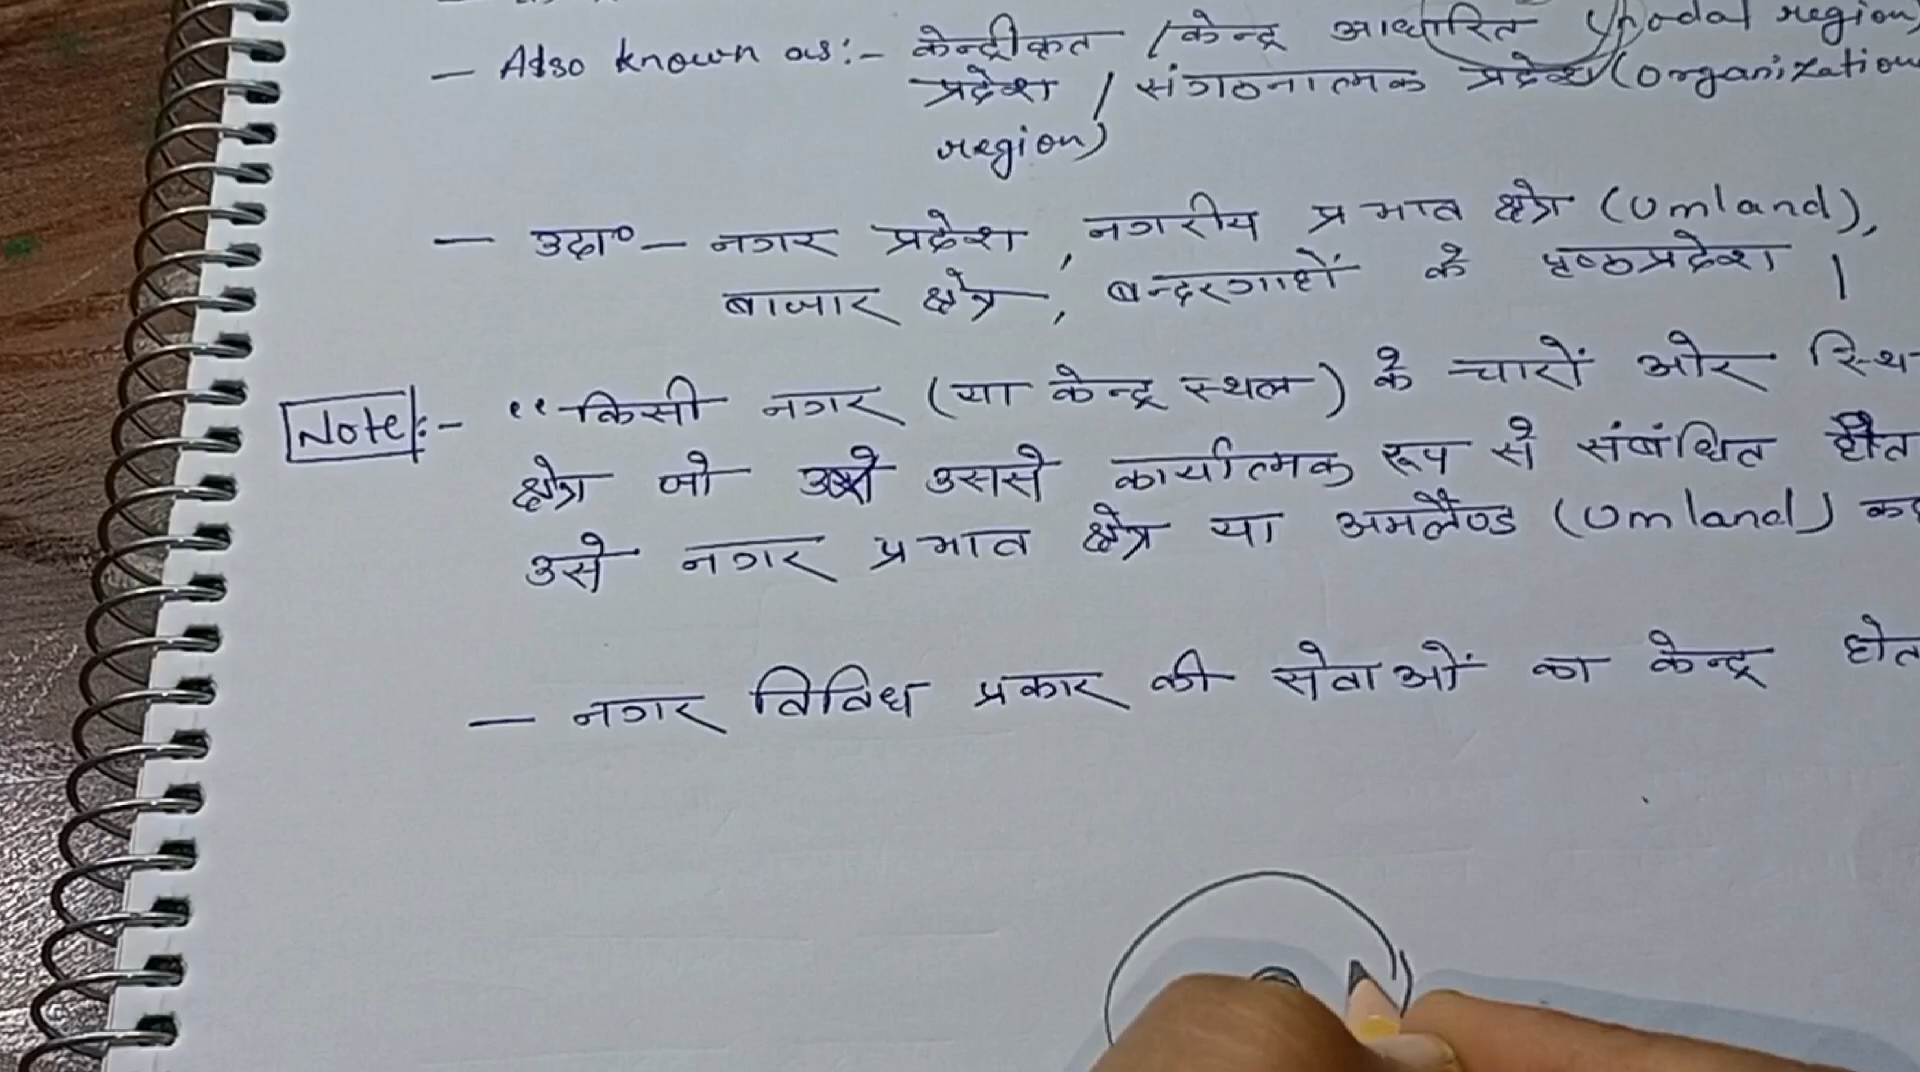 - Also known as:- केन्द्रीकृत / केन्द्र आधारित (nodal region)
प्रदेश / संगठनात्मक प्रदेश (organization
region)
- उदा० - नगर प्रदेश, नगरीय प्रभाव क्षेत्र (Umland),
बाजार क्षेत्र, बन्दरगाहों के पृष्ठप्रदेश।
Note:- "किसी नगर (या केन्द्र स्थल) के चारों ओर स्थि
क्षेत्र जो उससे कार्यात्मक रूप से संबंधित होत
उसे नगर प्रभाव क्षेत्र या अमलैण्ड (Umland) कह
- नगर विविध प्रकार की सेवाओं का केन्द्र होत